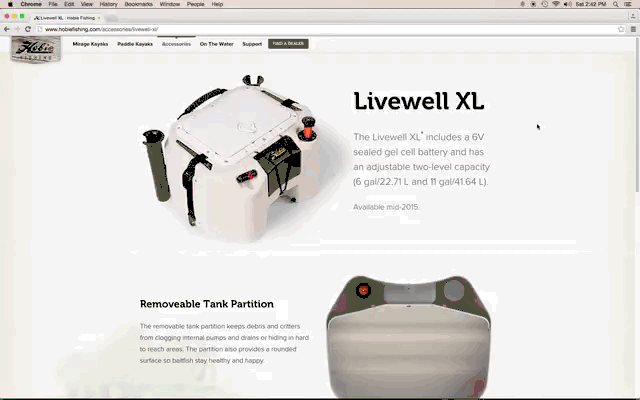 Chrome File Edit View History Bookmarks Window People Help
Sat 2:42 PM
Livewell XL : Hobie Fishing
www.hobiefishing.com/accessories/livewell-xl/
Hobie
FISHING
Mirage Kayaks Paddle Kayaks Accessories On The Water Support FIND A DEALER
Livewell XL
The Livewell XL* includes a 6V
sealed gel cell battery and has
an adjustable two-level capacity
(6 gal/22.71 L and 11 gal/41.64 L).
Available mid-2015.
Removeable Tank Partition
The removable tank partition keeps debris and critters
from clogging internal pumps and drains or hiding in hard
to reach areas. The partition also provides a rounded
surface so baitfish stay healthy and happy.